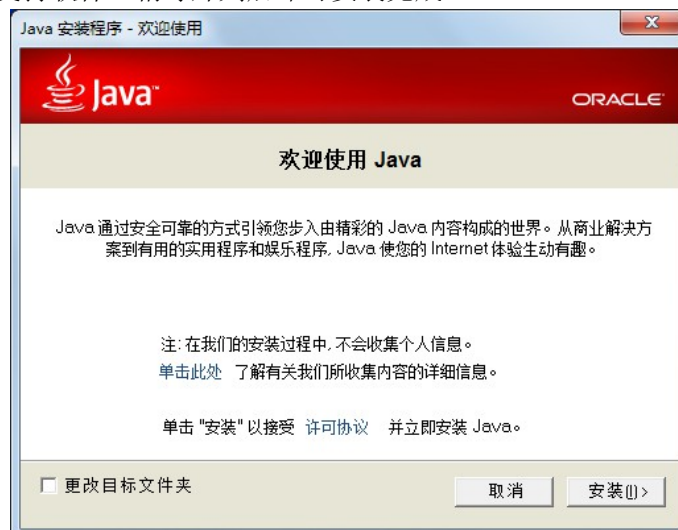 Java 安装程序 - 欢迎使用
Java™
ORACLE
欢迎使用 Java
Java 通过安全可靠的方式引领您步入由精彩的 Java 内容构成的世界。从商业解决方
案到有用的实用程序和娱乐程序, Java 使您的 Internet 体验生动有趣。
注: 在我们的安装过程中, 不会收集个人信息。
单击此处 了解有关我们所收集内容的详细信息。
单击 "安装" 以接受 许可协议 并立即安装 Java。
更改目标文件夹
取消
安装(I)>